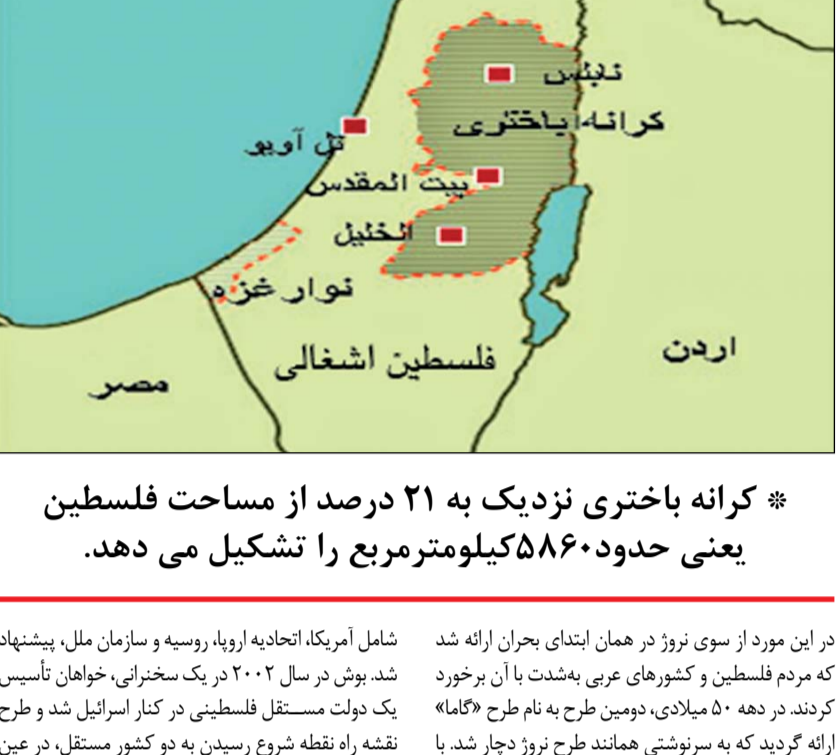 نابلس
کرانه باختری
تل آویو
بیت المقدس
الخلیل
نوار غزه
فلسطین اشغالی
اردن
مصر
* کرانه باختری نزدیک به ۲۱ درصد از مساحت فلسطین
یعنی حدود۵۸۶۰کیلومترمربع را تشکیل می دهد.
در این مورد از سوی نروژ در همان ابتدای بحران ارائه شد
که مردم فلسطین و کشورهای عربی به‌شدت با آن برخورد
کردند. در دهه ۵۰ میلادی، دومین طرح به نام طرح «گاما»
ارائه گردید که به سرنوشتی همانند طرح نروژ دچار شد. با
شامل آمریکا، اتحادیه اروپا، روسیه و سازمان ملل، پیشنهاد
شد. بوش در سال ۲۰۰۲ در یک سخنرانی، خواهان تأسیس
یک دولت مستقل فلسطینی در کنار اسرائیل شد و طرح
نقشه راه نقطه شروع رسیدن به دو کشور مستقل، در عین